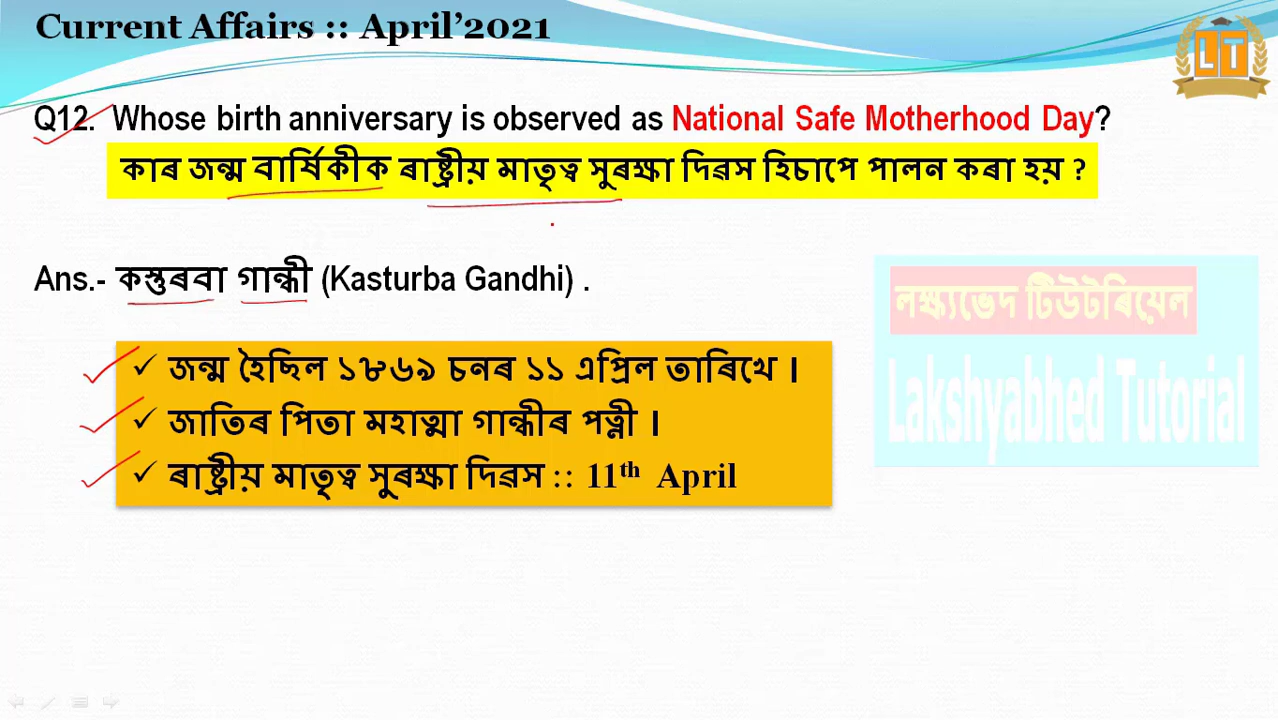 Current Affairs :: April’2021
LT
Q12. Whose birth anniversary is observed as National Safe Motherhood Day?
কাৰ জন্ম বাৰ্ষিকীক ৰাষ্ট্ৰীয় মাতৃত্ব সুৰক্ষা দিৱস হিচাপে পালন কৰা হয় ?
Ans.- কস্তুৰবা গান্ধী (Kasturba Gandhi) .
লক্ষ্যভেদ টিউটৰিয়েল
Lakshyabhed Tutorial
✓ জন্ম হৈছিল ১৮৬৯ চনৰ ১১ এপ্ৰিল তাৰিখে ।
✓ জাতিৰ পিতা মহাত্মা গান্ধীৰ পত্নী ।
✓ ৰাষ্ট্ৰীয় মাতৃত্ব সুৰক্ষা দিৱস :: 11th April